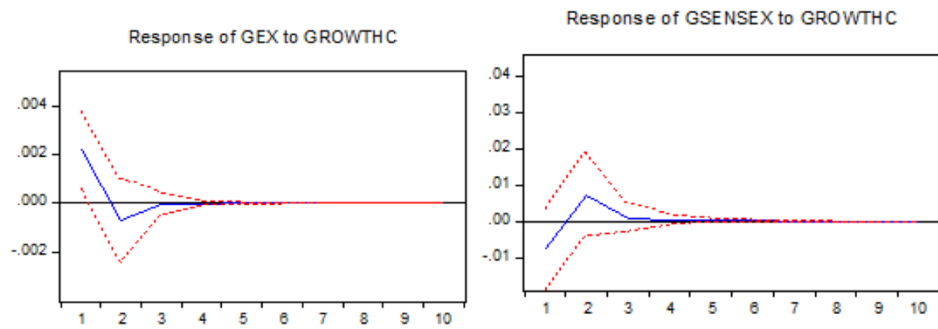 Response of GEX to GROWTHC
.004
.002
.000
-.002
1 2 3 4 5 6 7 8 9 10
Response of GSENSEX to GROWTHC
.04
.03
.02
.01
.00
-.01
1 2 3 4 5 6 7 8 9 10